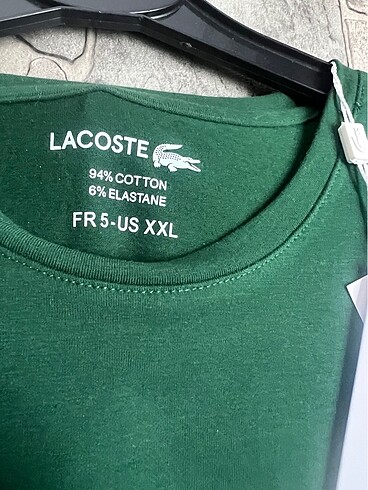 LACOSTE
94% COTTON
6% ELASTANE
FR 5-US XXL